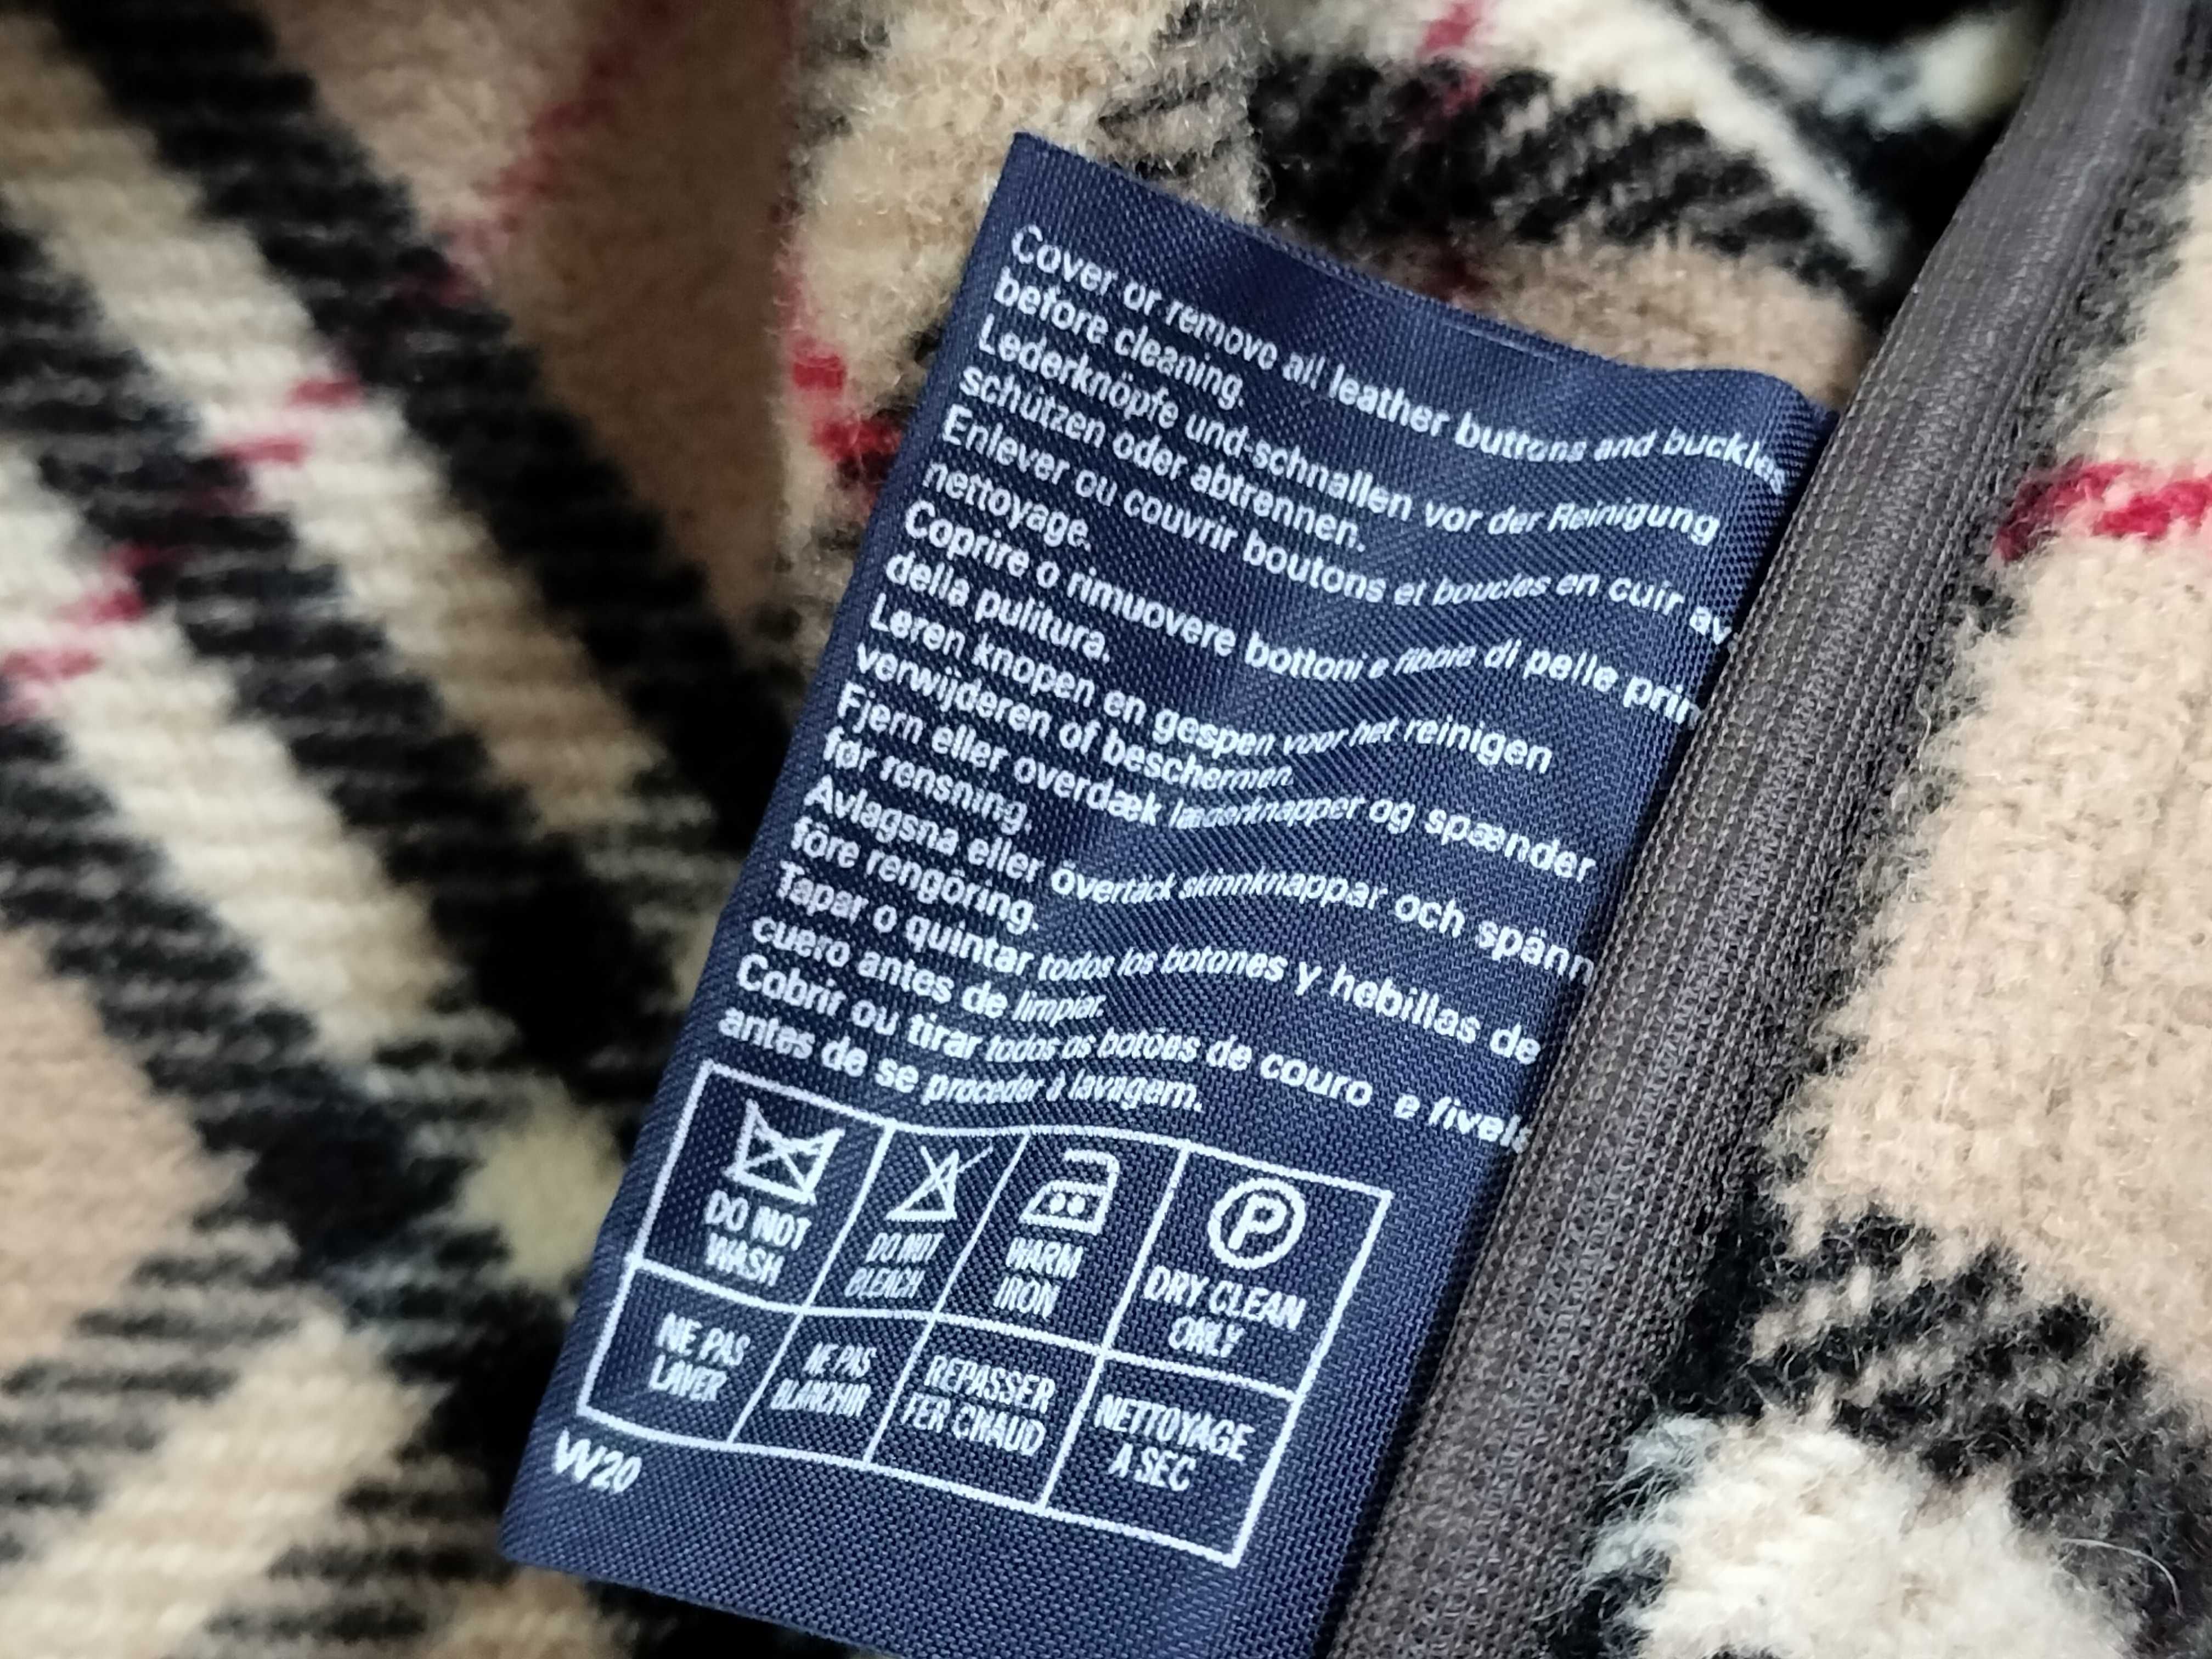 Cover or remove all leather buttons and buckles
before cleaning.
Lederknöpfe und-schnallen vor der Reinigung
schützen oder abtrennen.
Enlever ou couvrir boutons et boucles en cuir av
nettoyage.
Coprire o rimuovere bottoni e fibbie di pelle prim
della pulitura.
Leren knopen en gespen voor het reinigen
verwijderen of beschermen.
Fjern eller overdæk læderknapper og spænder
før rensning.
Avlagsna eller övertäck skinnknappar och spänn
före rengöring.
Tapar o quintar todos los botones y hebillas de
cuero antes de limpiar.
Cobrir ou tirar todos os botões de couro e fivela
antes de se proceder à lavagem.
P
DO NOT WASH
DO NOT BLEACH
WARM IRON
DRY CLEAN ONLY
NE PAS LAVER
NE PAS BLANCHIR
REPASSER FER CHAUD
NETTOYAGE A SEC
W20